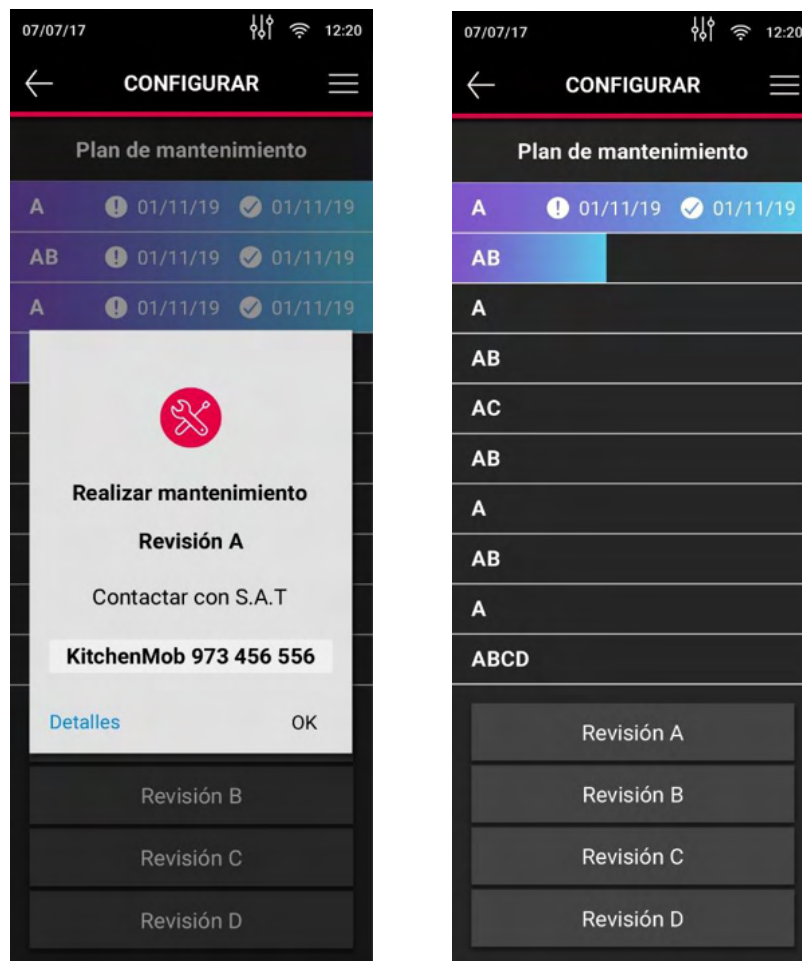 07/07/17 12:20
CONFIGURAR
Plan de mantenimiento
A 01/11/19 01/11/19
AB 01/11/19 01/11/19
A 01/11/19 01/11/19
Realizar mantenimiento
Revisión A
Contactar con S.A.T
KitchenMob 973 456 556
Detalles OK
Revisión B
Revisión C
Revisión D
07/07/17 12:20
CONFIGURAR
Plan de mantenimiento
A 01/11/19 01/11/19
AB
A
AB
AC
AB
A
AB
A
ABCD
Revisión A
Revisión B
Revisión C
Revisión D